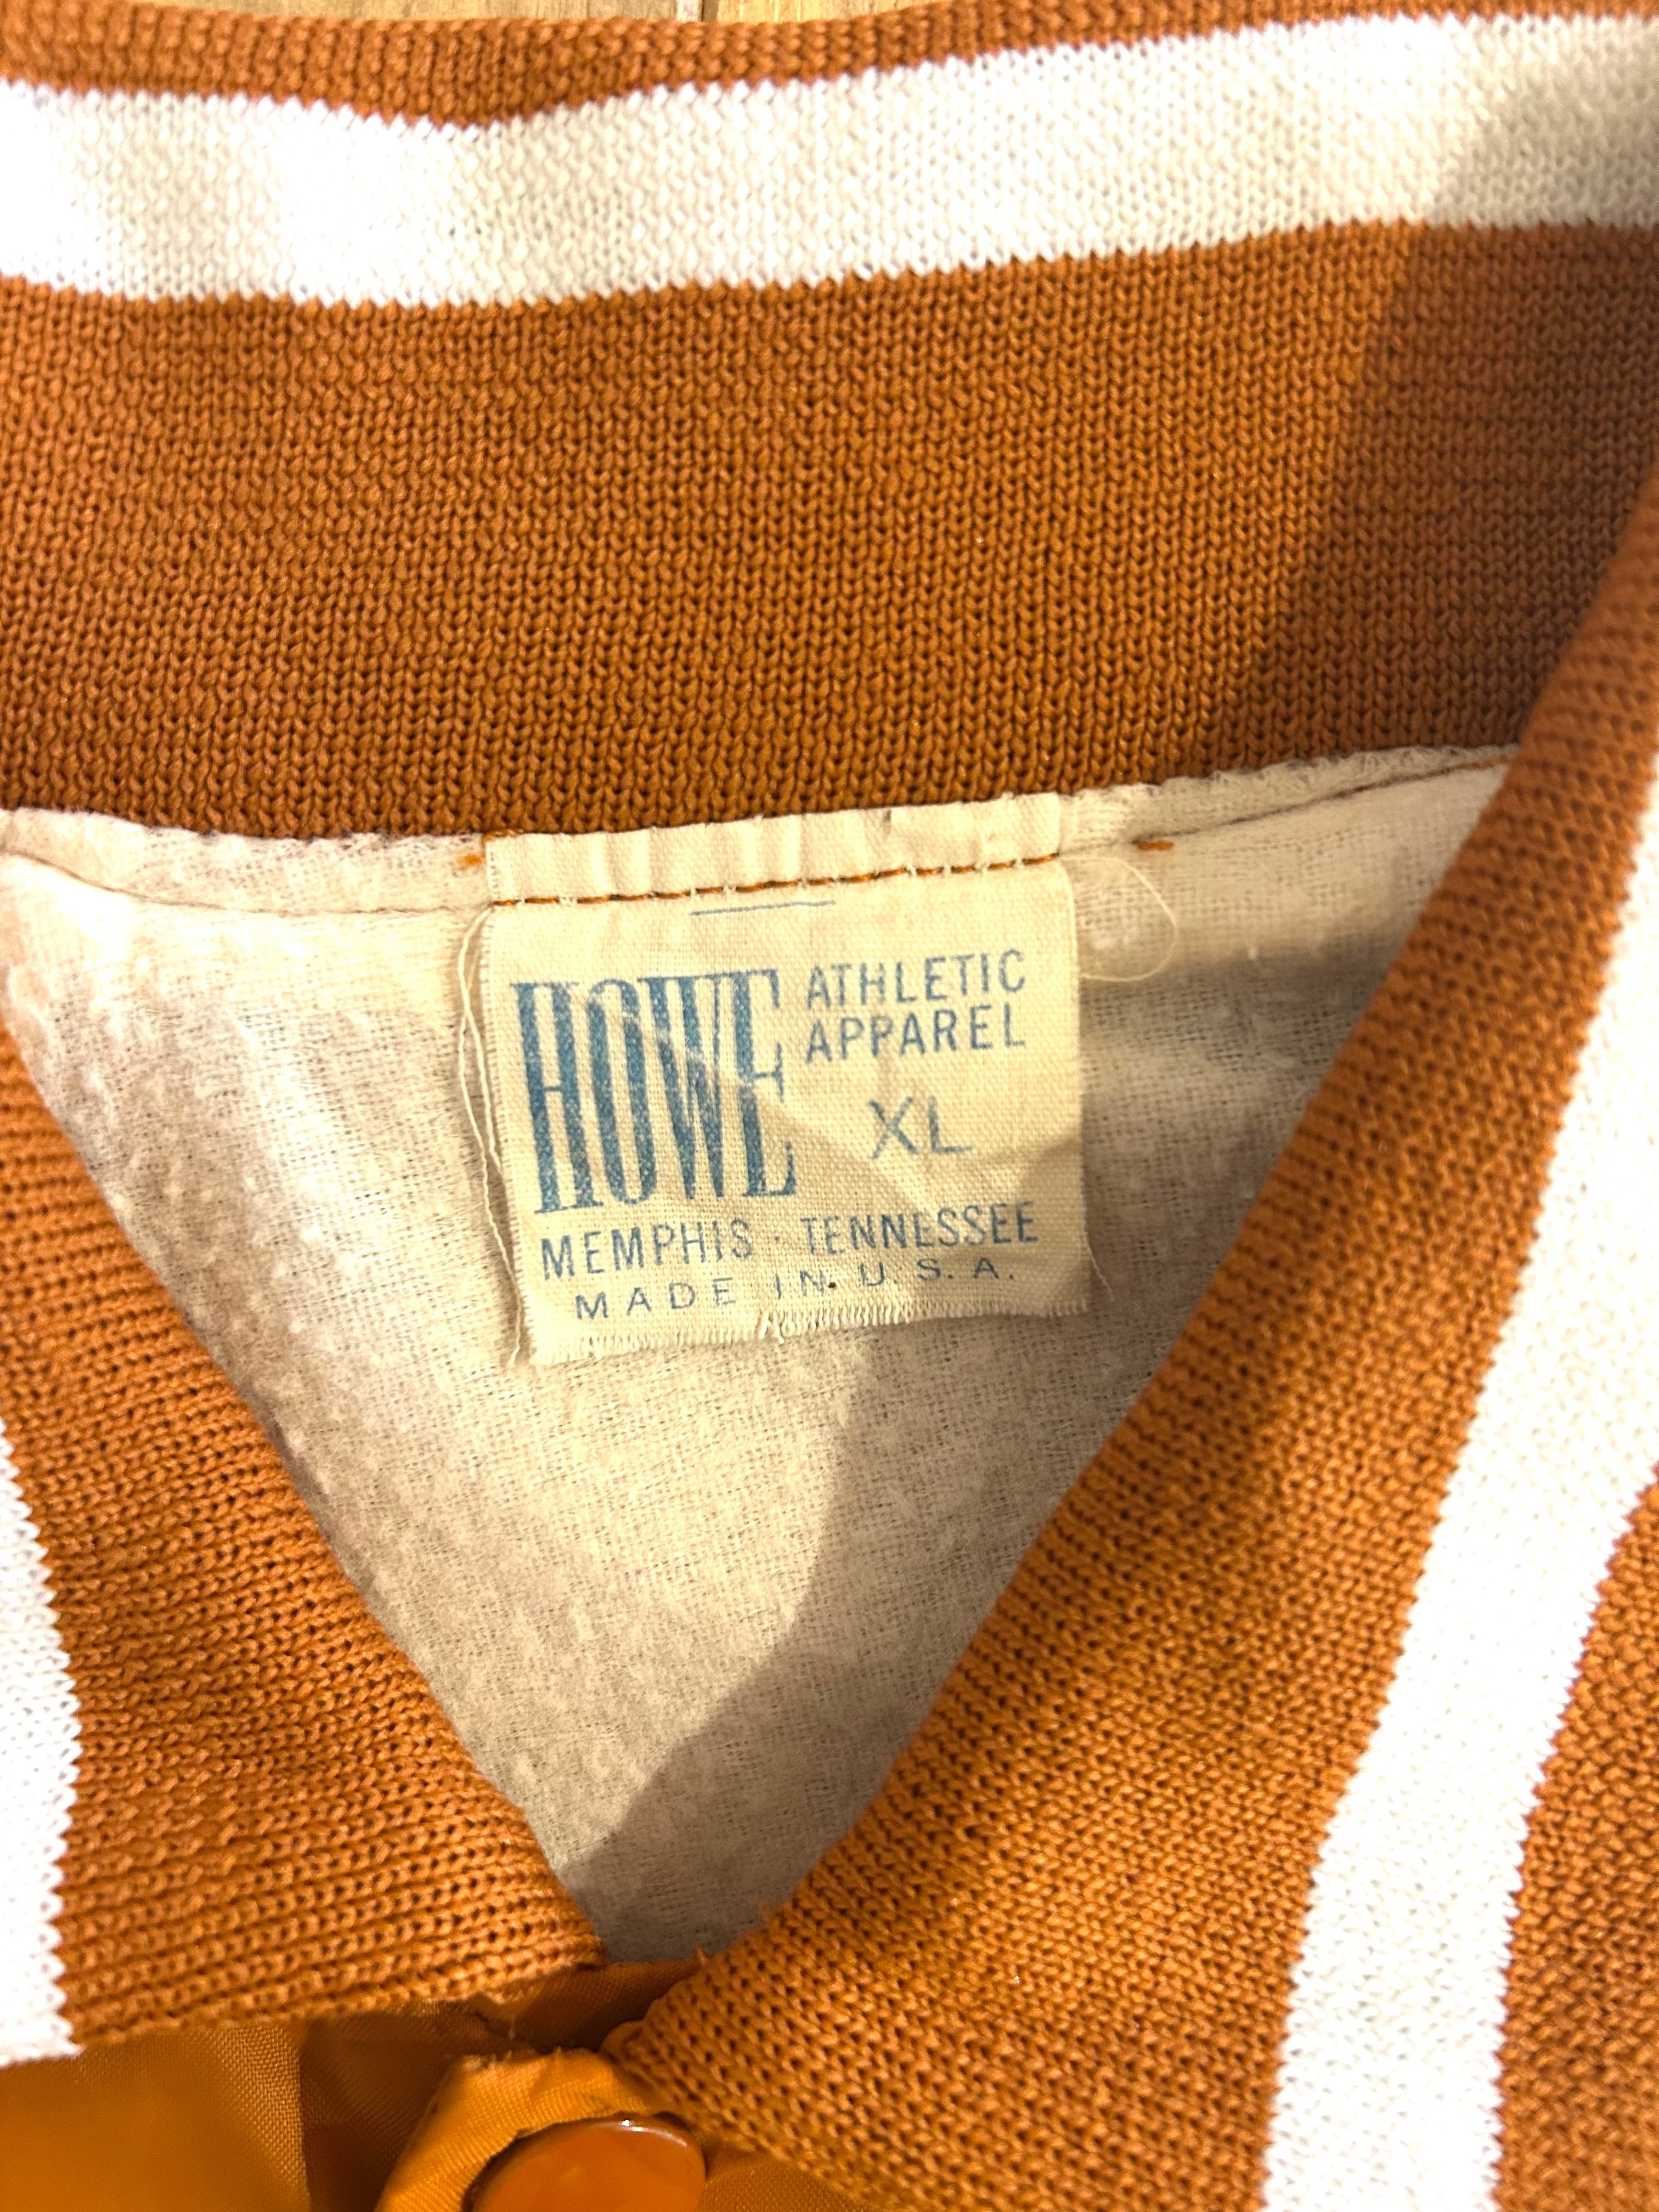 HOWE ATHLETIC
APPAREL
XL
MEMPHIS · TENNESSEE
MADE IN U.S.A.